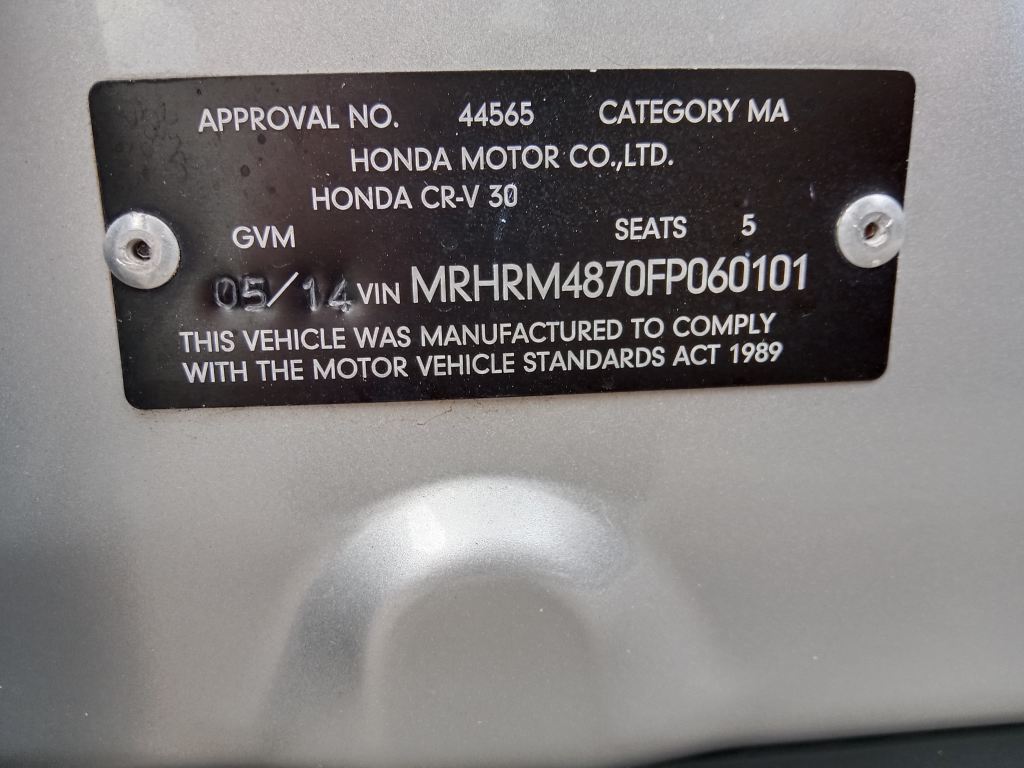 APPROVAL NO. 44565 CATEGORY MA
HONDA MOTOR CO.,LTD.
HONDA CR-V 30
GVM SEATS 5
05/14 VIN MRHRM4870FP060101
THIS VEHICLE WAS MANUFACTURED TO COMPLY
WITH THE MOTOR VEHICLE STANDARDS ACT 1989